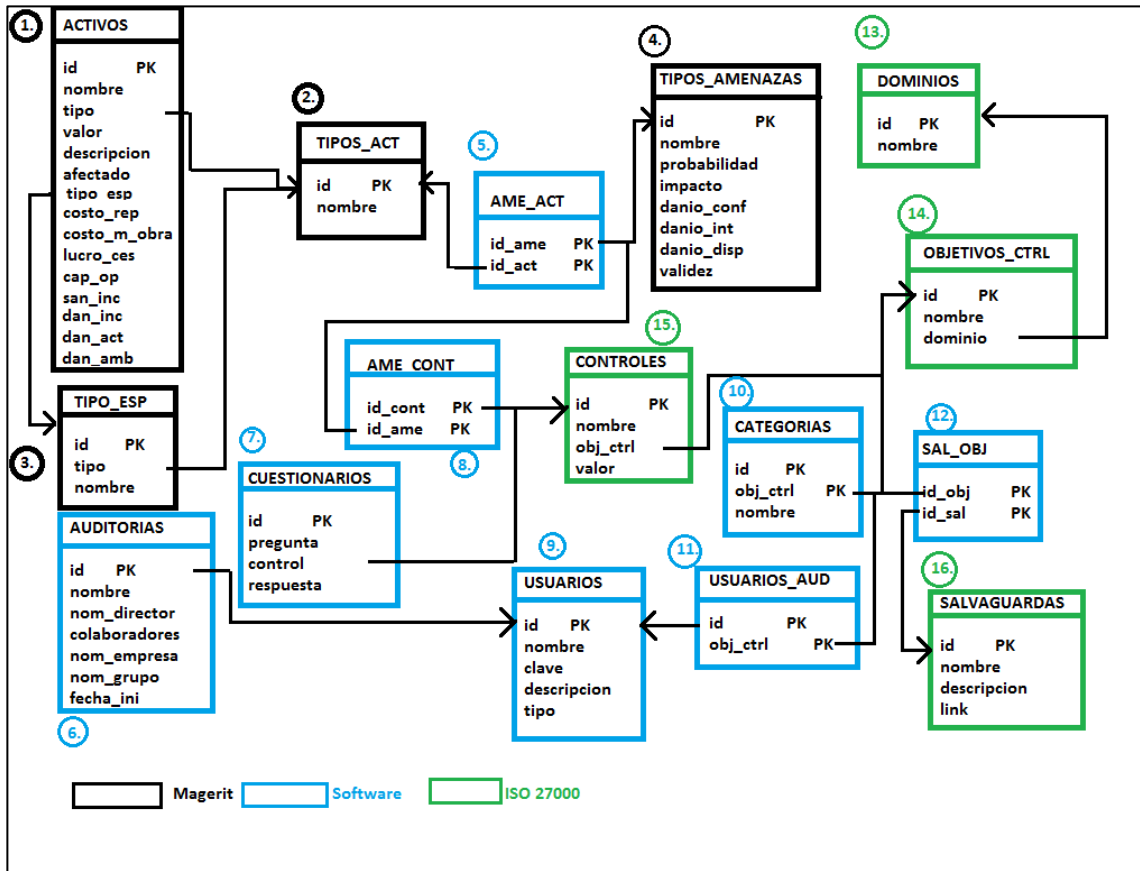 1.
ACTIVOS
id PK
nombre
tipo
valor
descripcion
afectado
tipo_esp
costo_rep
costo_m_obra
lucro_ces
cap_op
san_inc
dan_inc
dan_act
dan_amb
2.
TIPOS_ACT
id PK
nombre
3.
TIPO_ESP
id PK
tipo
nombre
4.
TIPOS_AMENAZAS
id PK
nombre
probabilidad
impacto
danio_conf
danio_int
danio_disp
validez
5.
AME_ACT
id_ame PK
id_act PK
6.
AUDITORIAS
id PK
nombre
nom_director
colaboradores
nom_empresa
nom_grupo
fecha_ini
7.
CUESTIONARIOS
id PK
pregunta
control
respuesta
8.
AME_CONT
id_cont PK
id_ame PK
9.
USUARIOS
id PK
nombre
clave
descripcion
tipo
10.
CATEGORIAS
id PK
obj_ctrl PK
nombre
11.
USUARIOS_AUD
id PK
obj_ctrl PK
12.
SAL_OBJ
id_obj PK
id_sal PK
13.
DOMINIOS
id PK
nombre
14.
OBJETIVOS_CTRL
id PK
nombre
dominio
15.
CONTROLES
id PK
nombre
obj_ctrl
valor
16.
SALVAGUARDAS
id PK
nombre
descripcion
link
Magerit
Software
ISO 27000